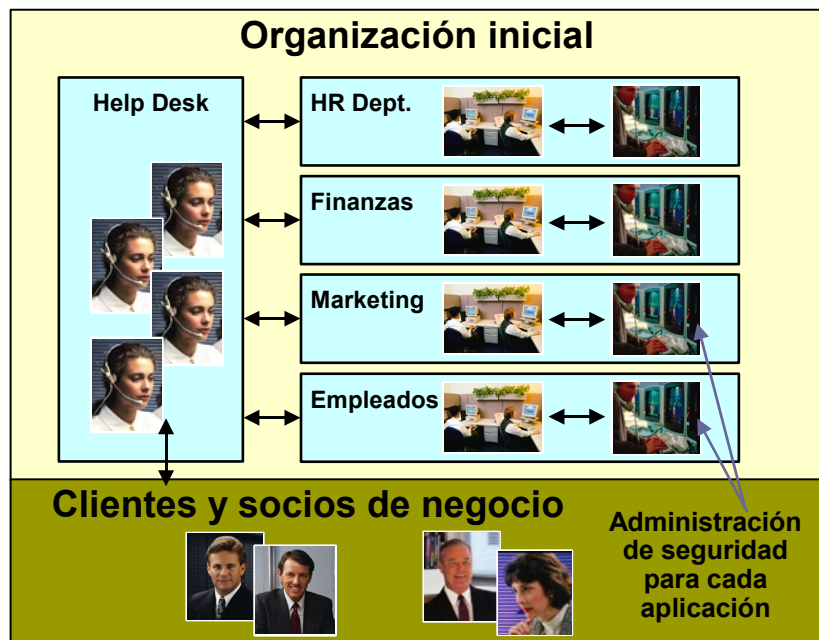 Organización inicial
Help Desk
HR Dept.
Finanzas
Marketing
Empleados
Clientes y socios de negocio
Administración
de seguridad
para cada
aplicación